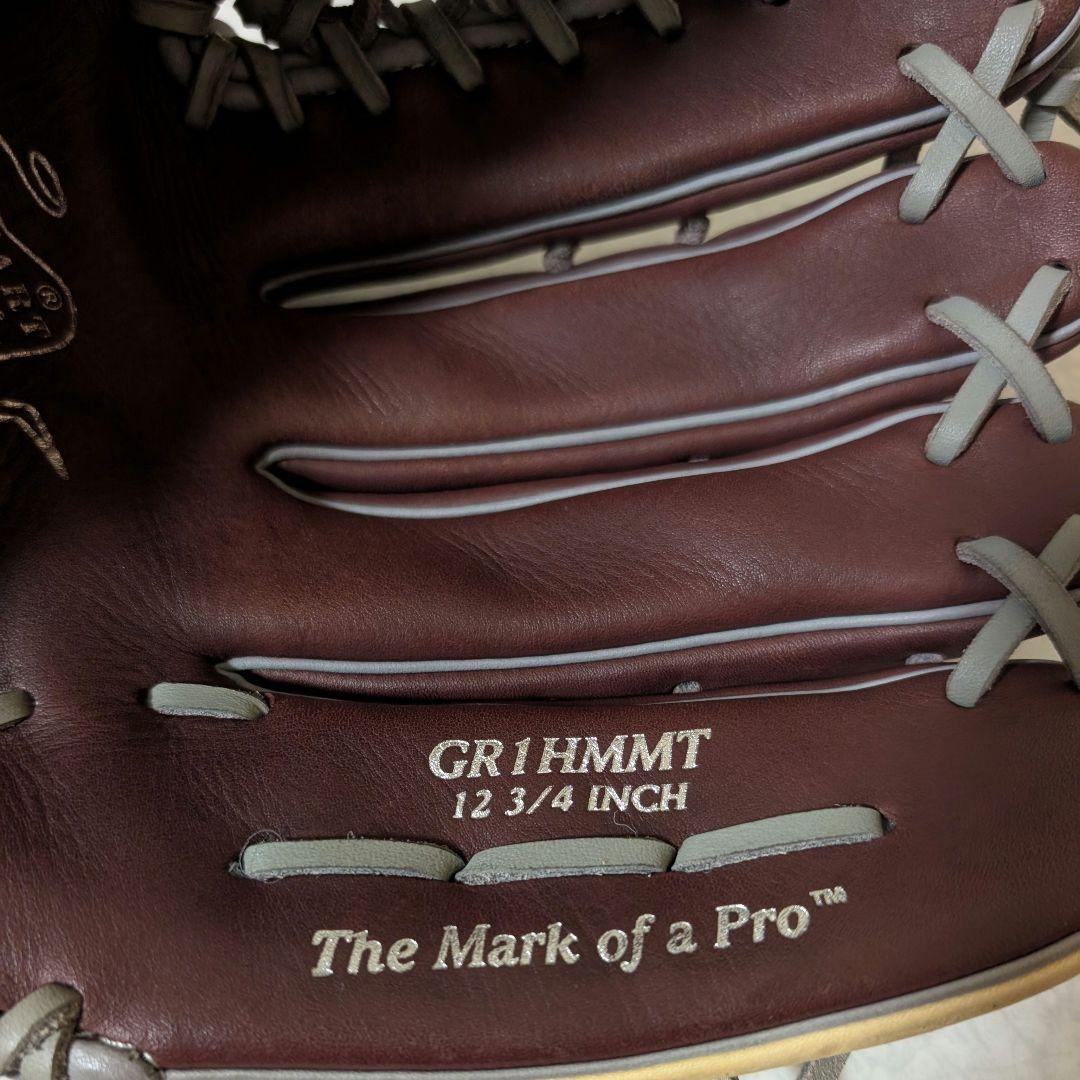 GR1HMMT
12 3/4 INCH
The Mark of a Pro™